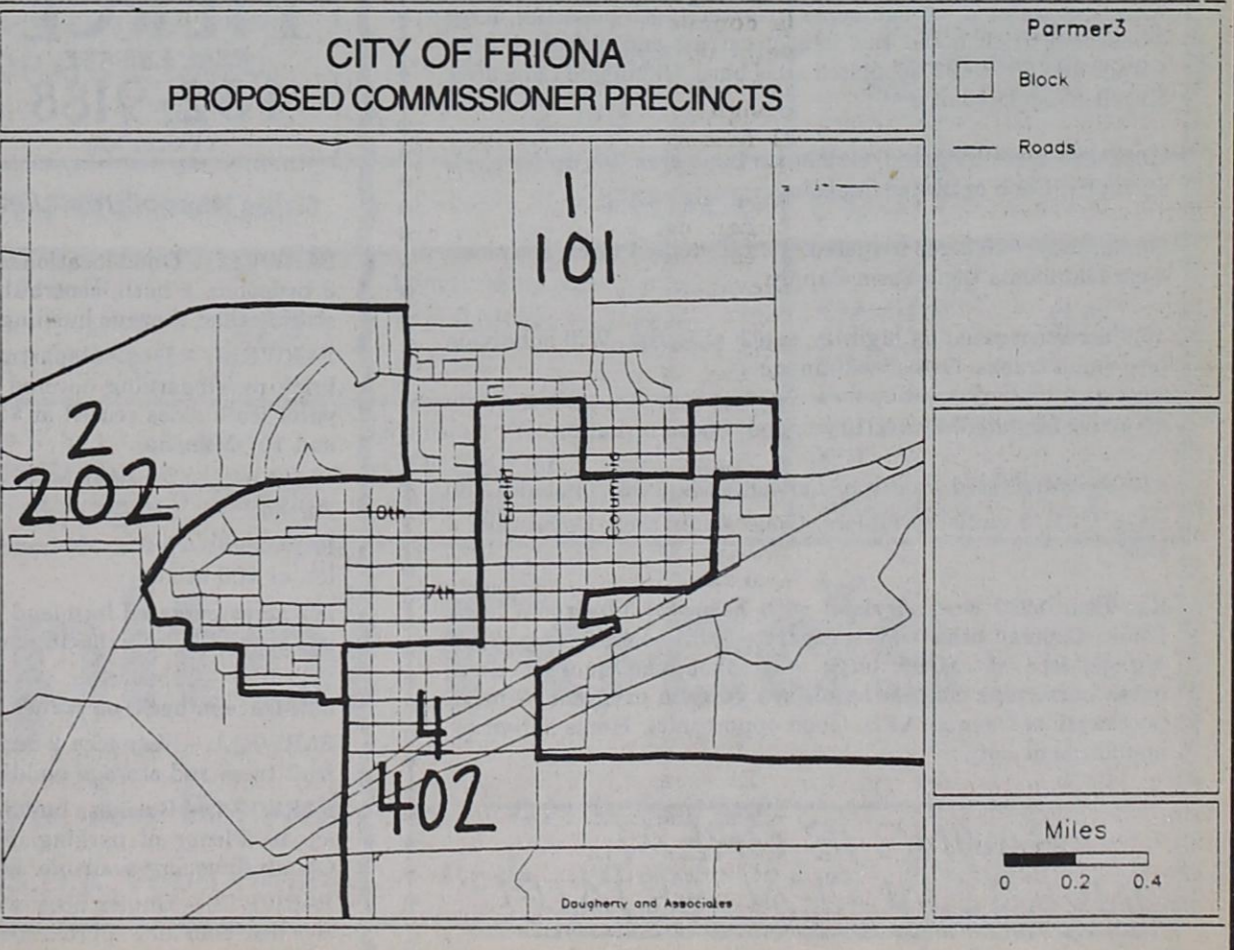 CITY OF FRIONA
PROPOSED COMMISSIONER PRECINCTS
Parmer3
Block
Roads
1
101
2
202
10th
Euclid
Columbia
7th
4
402
Miles
0 0.2 0.4
Daugherty and Associates